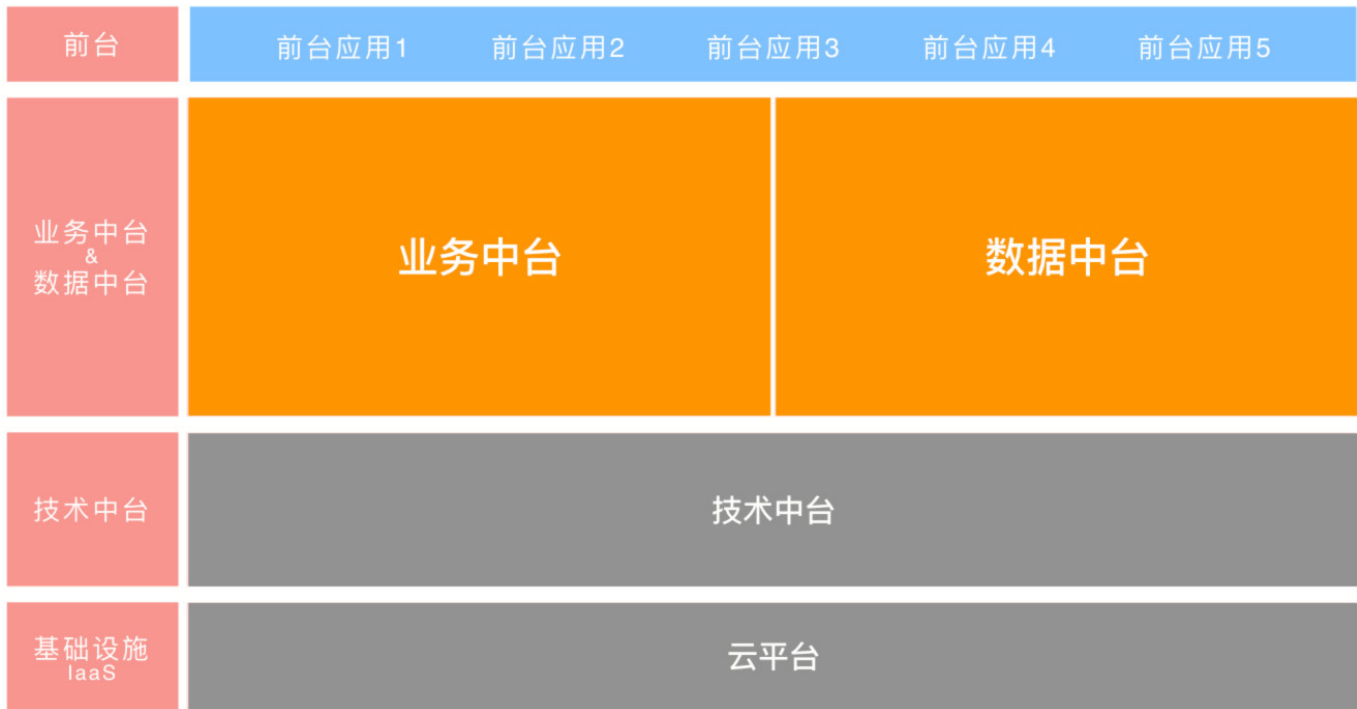 前台
前台应用1 前台应用2 前台应用3 前台应用4 前台应用5
业务中台
&
数据中台
业务中台 数据中台
技术中台
技术中台
基础设施
IaaS
云平台